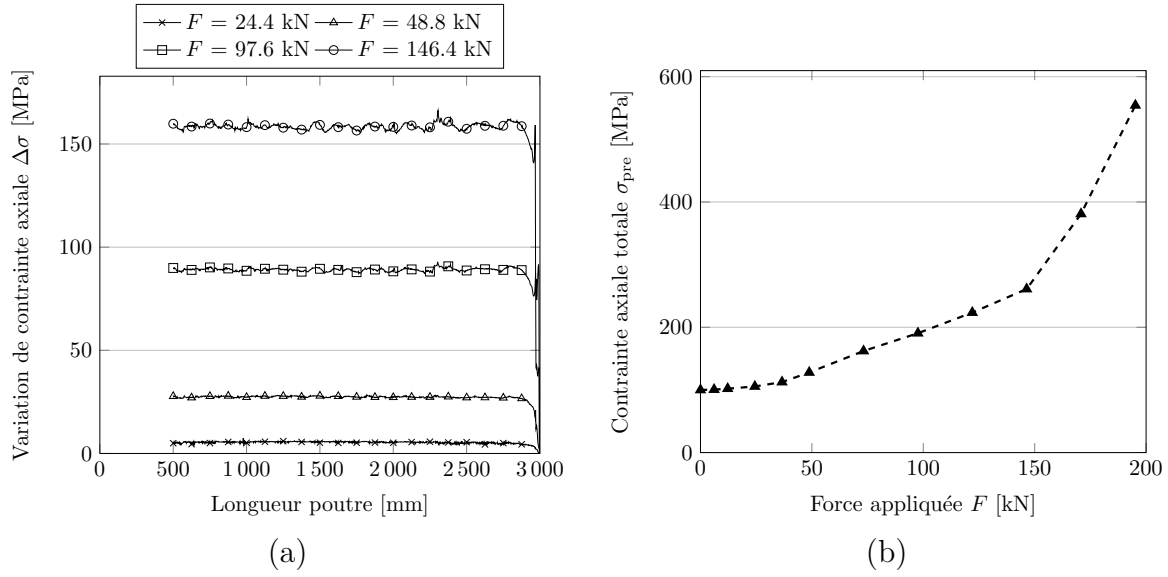 F = 24.4 kN F = 48.8 kN
F = 97.6 kN F = 146.4 kN
Variation de contrainte axiale Δσ [MPa]
150
100
50
0
0 500 1 000 1 500 2 000 2 500 3 000
Longueur poutre [mm]
(a)
Contrainte axiale totale σpre [MPa]
600
400
200
0
0 50 100 150 200
Force appliquée F [kN]
(b)